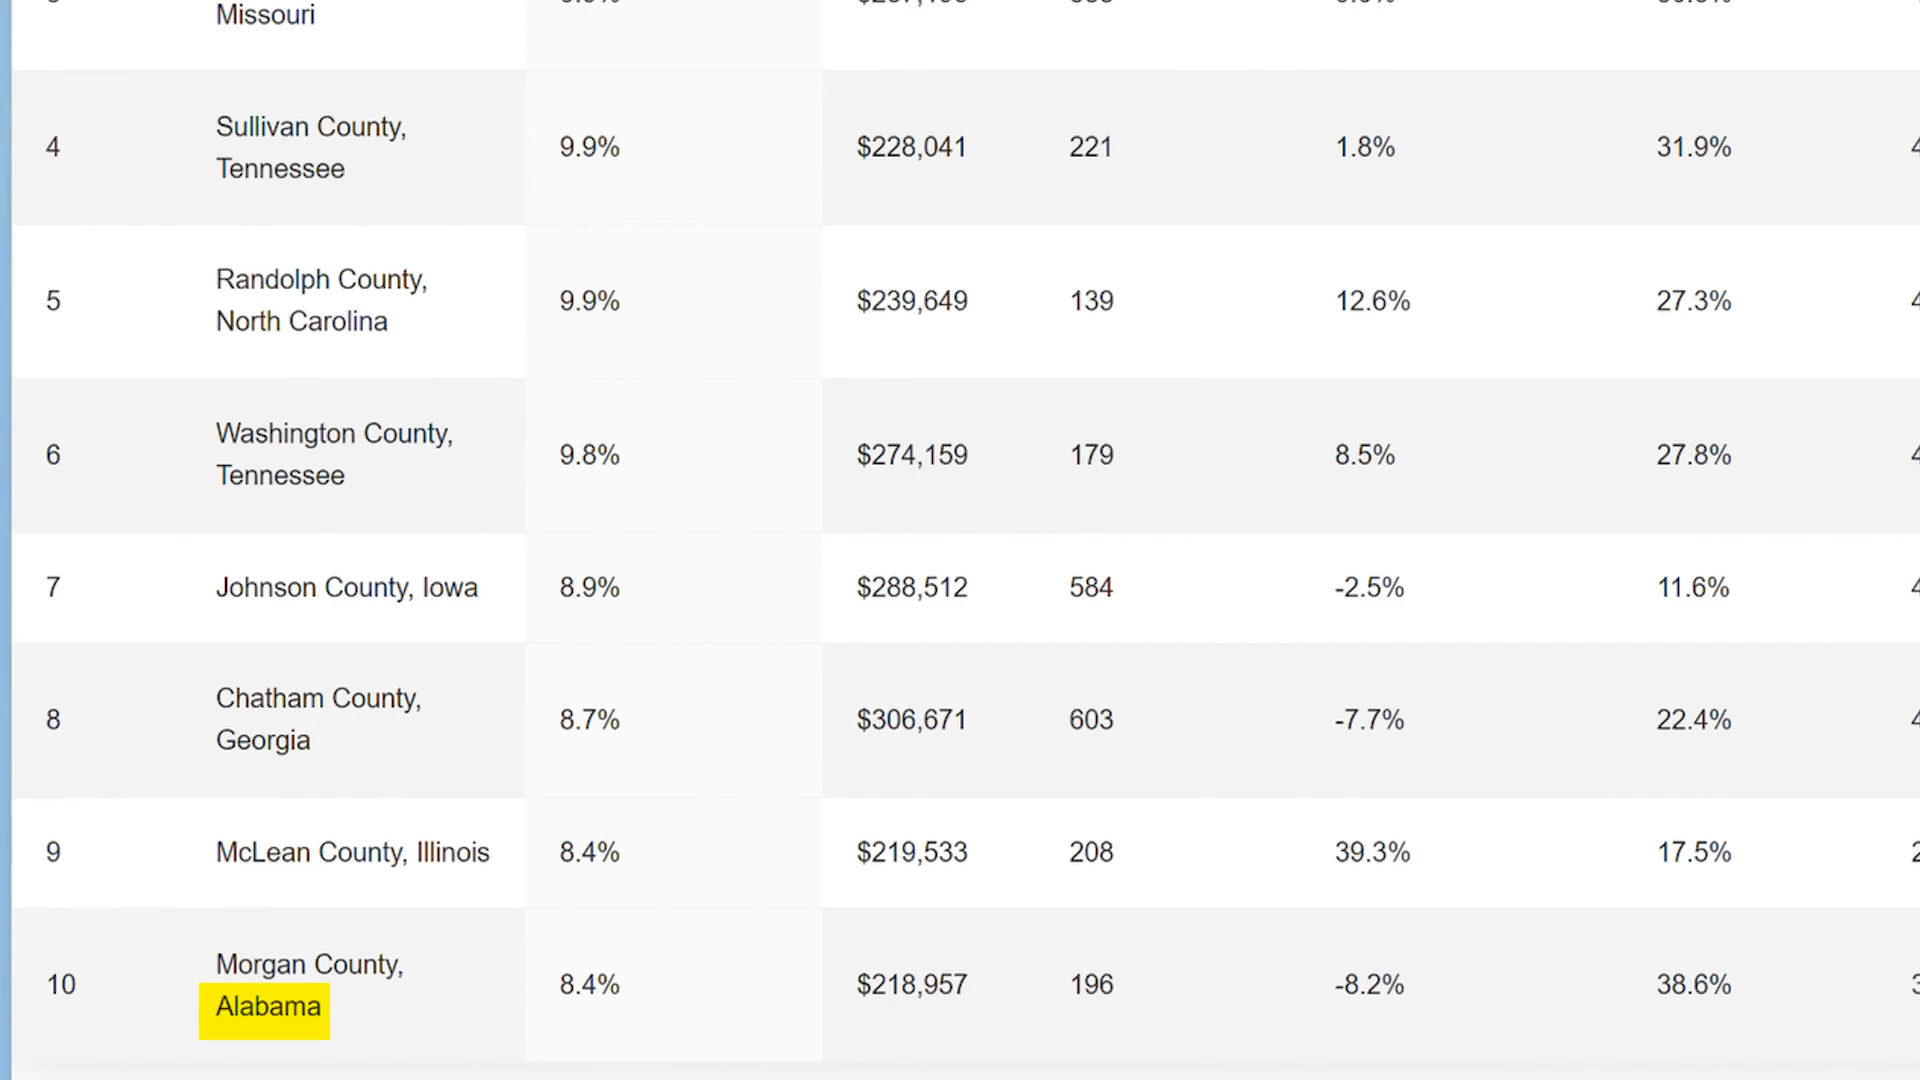 Missouri
4 Sullivan County, Tennessee 9.9% $228,041 221 1.8% 31.9%
5 Randolph County, North Carolina 9.9% $239,649 139 12.6% 27.3%
6 Washington County, Tennessee 9.8% $274,159 179 8.5% 27.8%
7 Johnson County, Iowa 8.9% $288,512 584 -2.5% 11.6%
8 Chatham County, Georgia 8.7% $306,671 603 -7.7% 22.4%
9 McLean County, Illinois 8.4% $219,533 208 39.3% 17.5%
10 Morgan County, Alabama 8.4% $218,957 196 -8.2% 38.6%